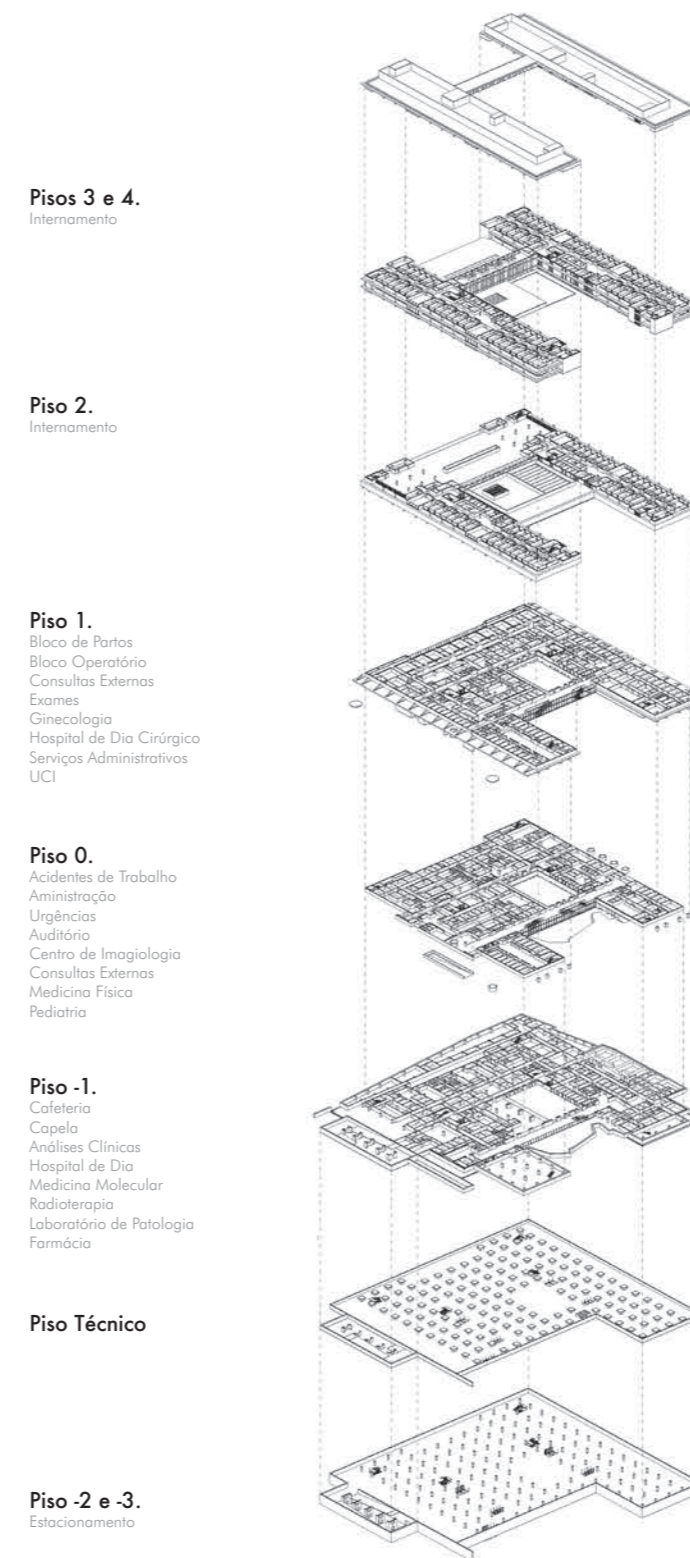 Pisos 3 e 4.
Internamento
Piso 2.
Internamento
Piso 1.
Bloco de Partos
Bloco Operatório
Consultas Externas
Exames
Ginecologia
Hospital de Dia Cirúrgico
Serviços Administrativos
UCI
Piso 0.
Acidentes de Trabalho
Aministração
Urgências
Auditório
Centro de Imagiologia
Consultas Externas
Medicina Física
Pediatria
Piso -1.
Cafeteria
Capela
Análises Clínicas
Hospital de Dia
Medicina Molecular
Radioterapia
Laboratório de Patologia
Farmácia
Piso Técnico
Piso -2 e -3.
Estacionamento